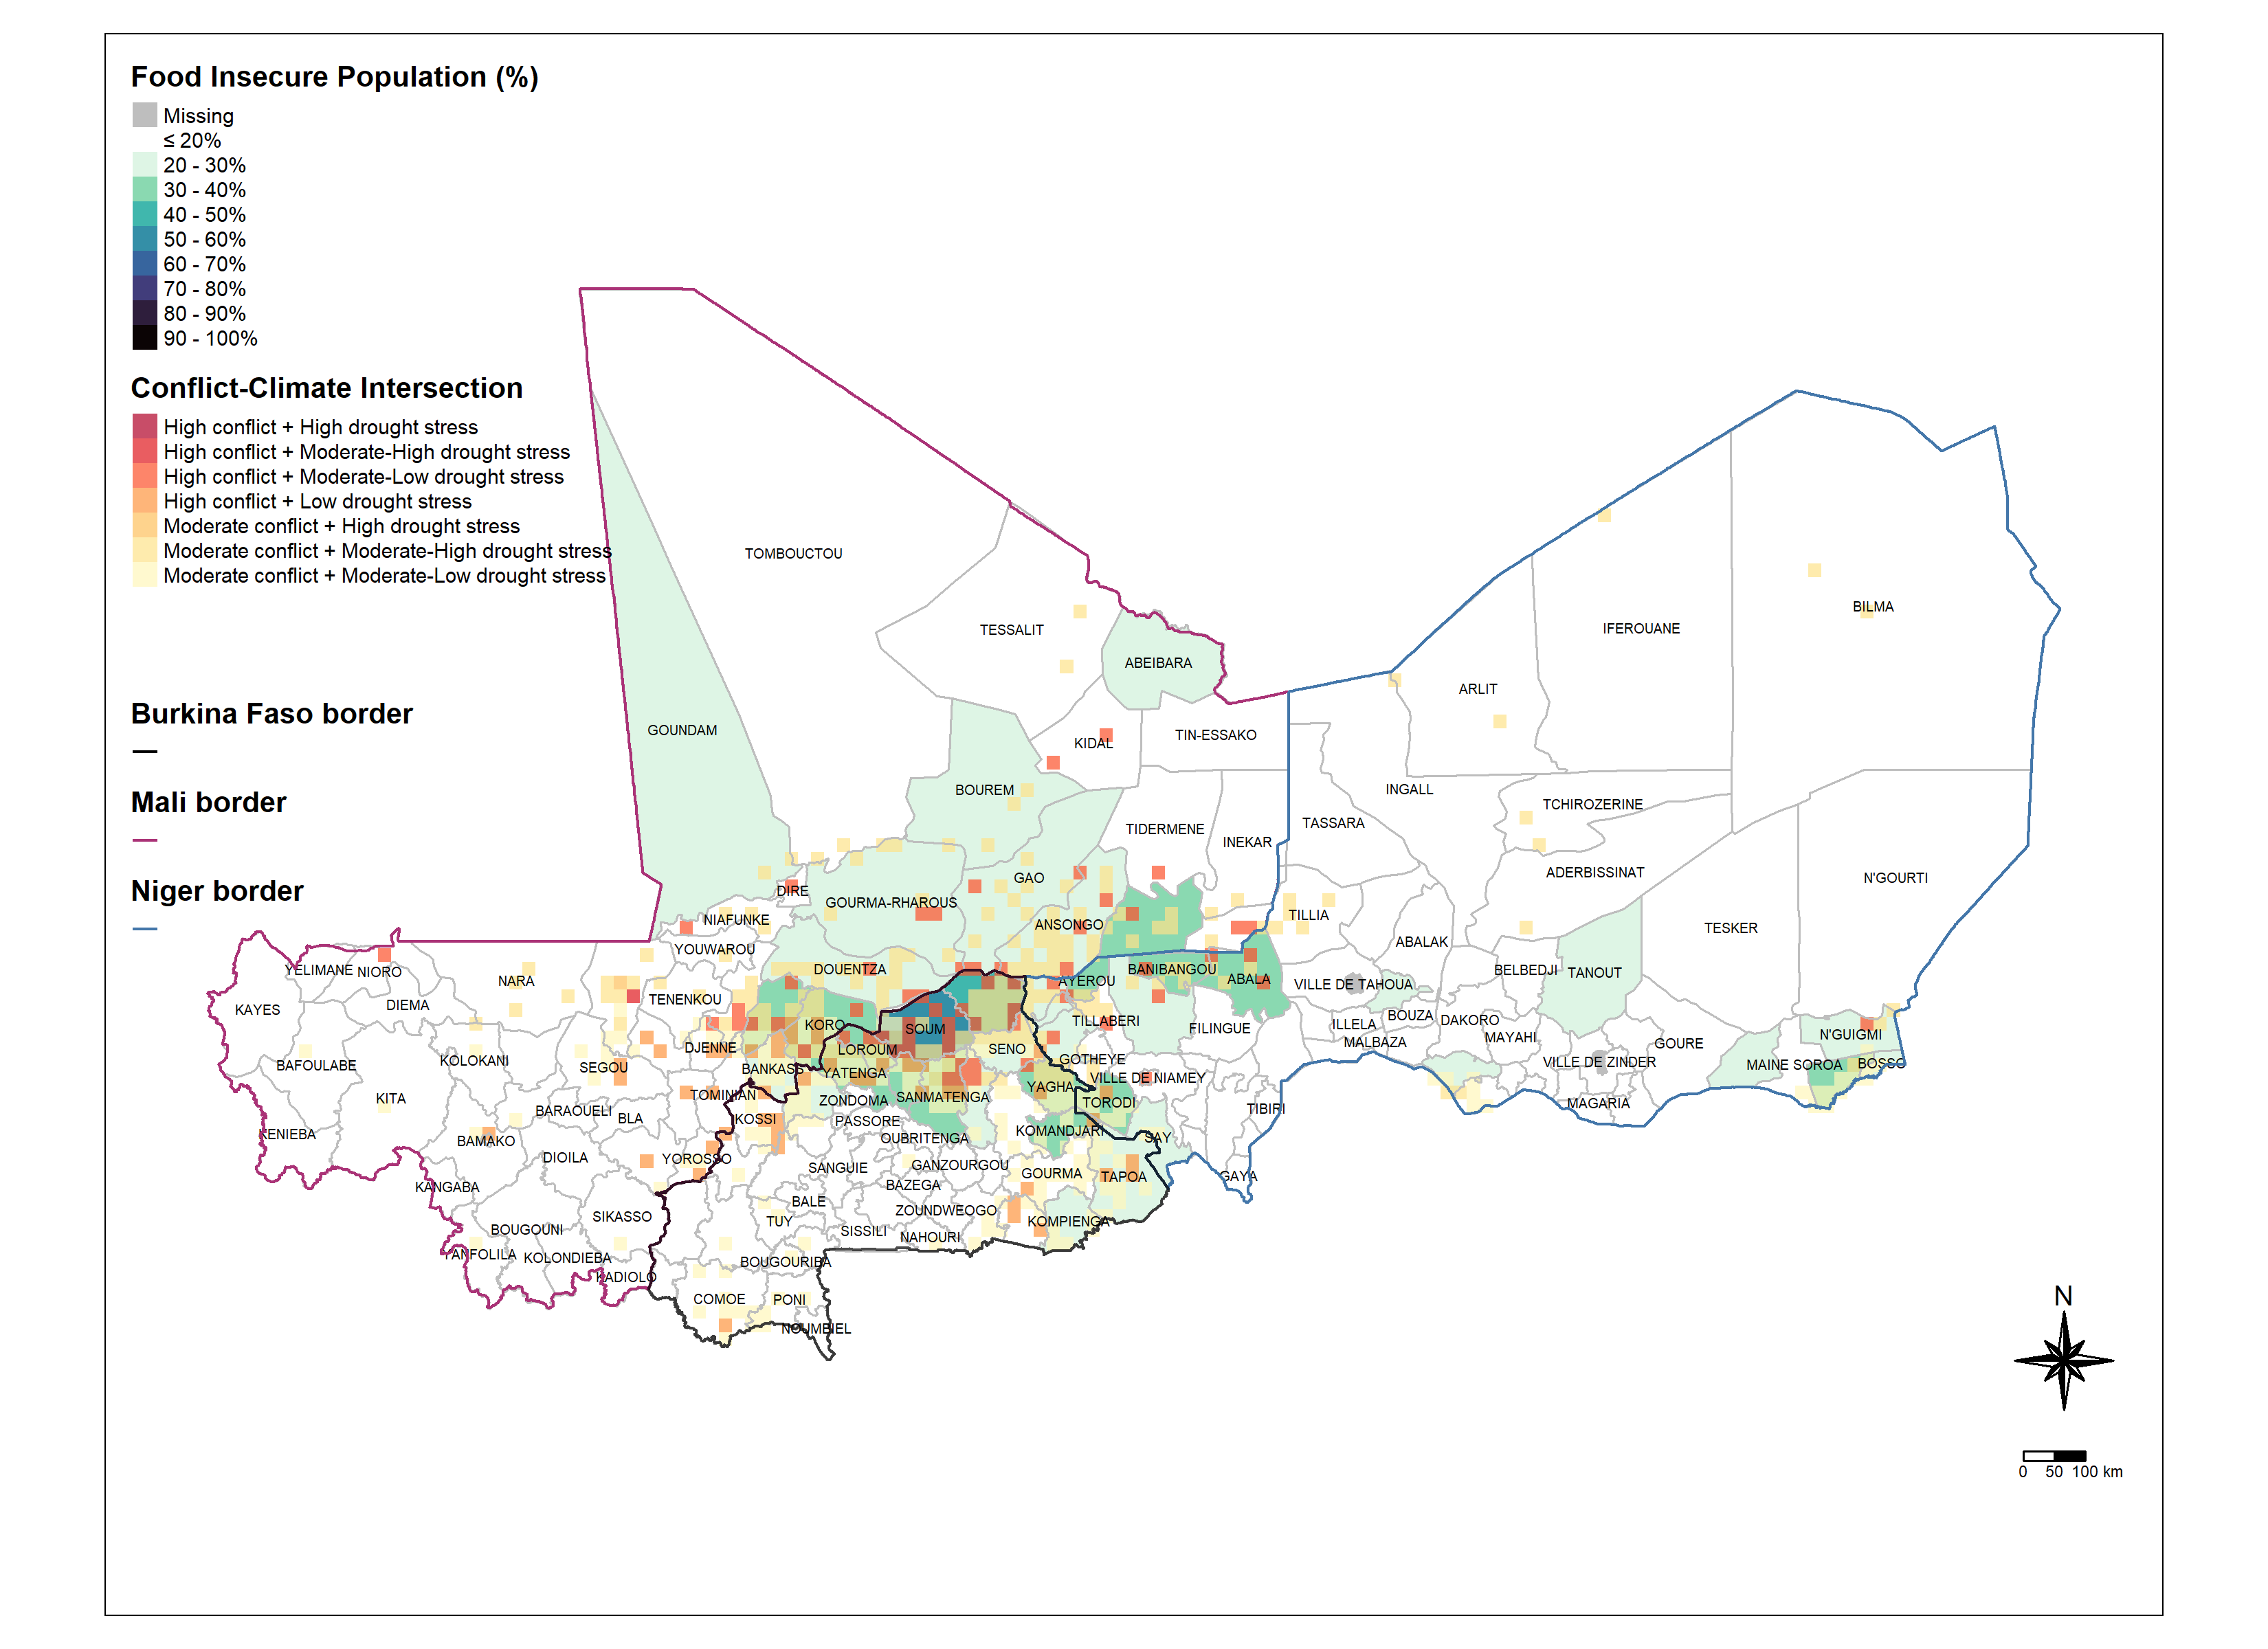 Food Insecure Population (%)
Missing
≤ 20%
20 - 30%
30 - 40%
40 - 50%
50 - 60%
60 - 70%
70 - 80%
80 - 90%
90 - 100%
Conflict-Climate Intersection
High conflict + High drought stress
High conflict + Moderate-High drought stress
High conflict + Moderate-Low drought stress
High conflict + Low drought stress
Moderate conflict + High drought stress
Moderate conflict + Moderate-High drought stress
Moderate conflict + Moderate-Low drought stress
Burkina Faso border
Mali border
Niger border
TOMBOUCTOU
TESSALIT
ABEIBARA
IFEROUANE
BILMA
ARLIT
GOUNDAM
KIDAL
TIN-ESSAKO
BOUREM
INGALL
TCHIROZERINE
TIDERMENE
INEKAR
TASSARA
ADERBISSINAT
N'GOURTI
GAO
DIRE
GOURMA-RHAROUS
NIAFUNKE
ANSONGO
TILLIA
TESKER
YOUWAROU
ABALAK
YELIMANE
NIORO
NARA
DOUENTZA
BANIBANGOU
AYEROU
ABALA
VILLE DE TAHOUA
BELBEDJI
TANOUT
KAYES
DIEMA
TENENKOU
KORO
SOUM
TILLABERI
FILINGUE
ILLELA
BOUZA
DAKORO
MAYAHI
MALBAZA
GOURE
N'GUIGMI
BAFOULABE
KOLOKANI
SEGOU
DJENNE
LOROUM
SENO
GOTHEYE
VILLE DE ZINDER
MAINE SOROA
BOSSO
BANKASS
YATENGA
YAGHA
VILLE DE NIAMEY
KITA
TOMINIAN
ZONDOMA
SANMATENGA
TORODI
TIBIRI
MAGARIA
BARAOUELI
BLA
KOSSI
PASSORE
KENIEBA
BAMAKO
OUBRITENGA
KOMANDJARI
SAY
DIOILA
YOROSSO
SANGUIE
GANZOURGOU
GOURMA
TAPOA
GAYA
KANGABA
BAZEGA
BALE
SIKASSO
ZOUNDWEOGO
TUY
KOMPIENGA
BOUGOUNI
SISSILI
NAHOURI
YANFOLILA
KOLONDIEBA
BOUGOURIBA
KADIOLO
COMOE
PONI
NOUMBIEL
N
0 50 100 km